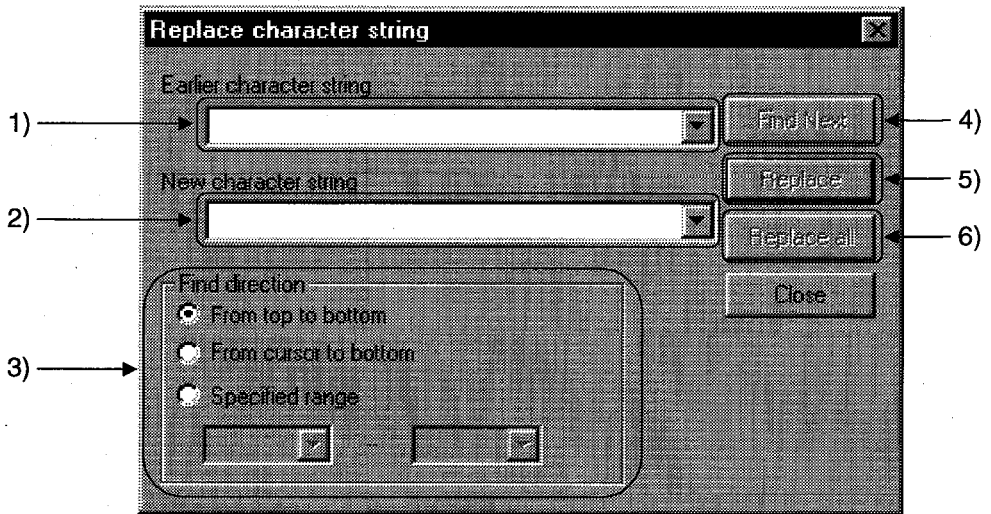 Replace character string
Earlier character string
1)
Find Next
4)
New character string
Replace
5)
2)
Replace all
6)
Find direction
Close
From top to bottom
From cursor to bottom
3)
Specified range